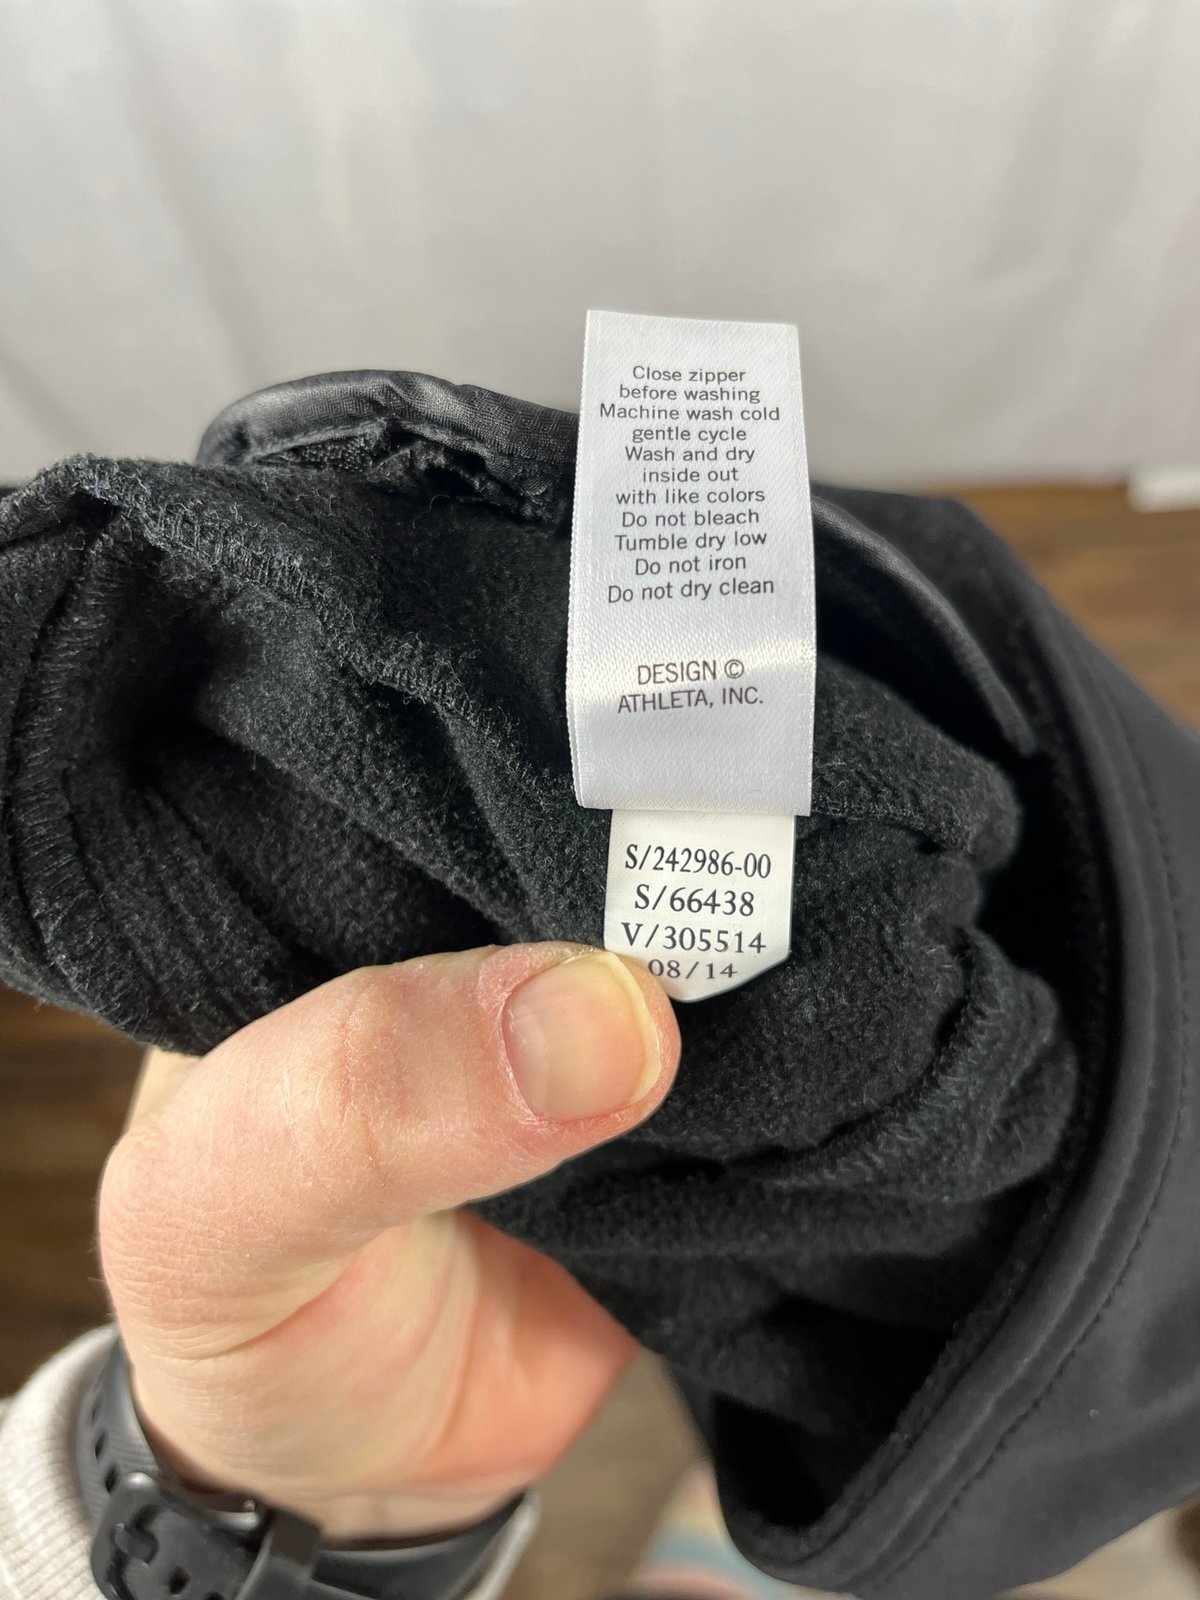 Close zipper
before washing
Machine wash cold
gentle cycle
Wash and dry
inside out
with like colors
Do not bleach
Tumble dry low
Do not iron
Do not dry clean
DESIGN ©
ATHLETA, INC.
S/242986-00
S/66438
V/305514
08/14